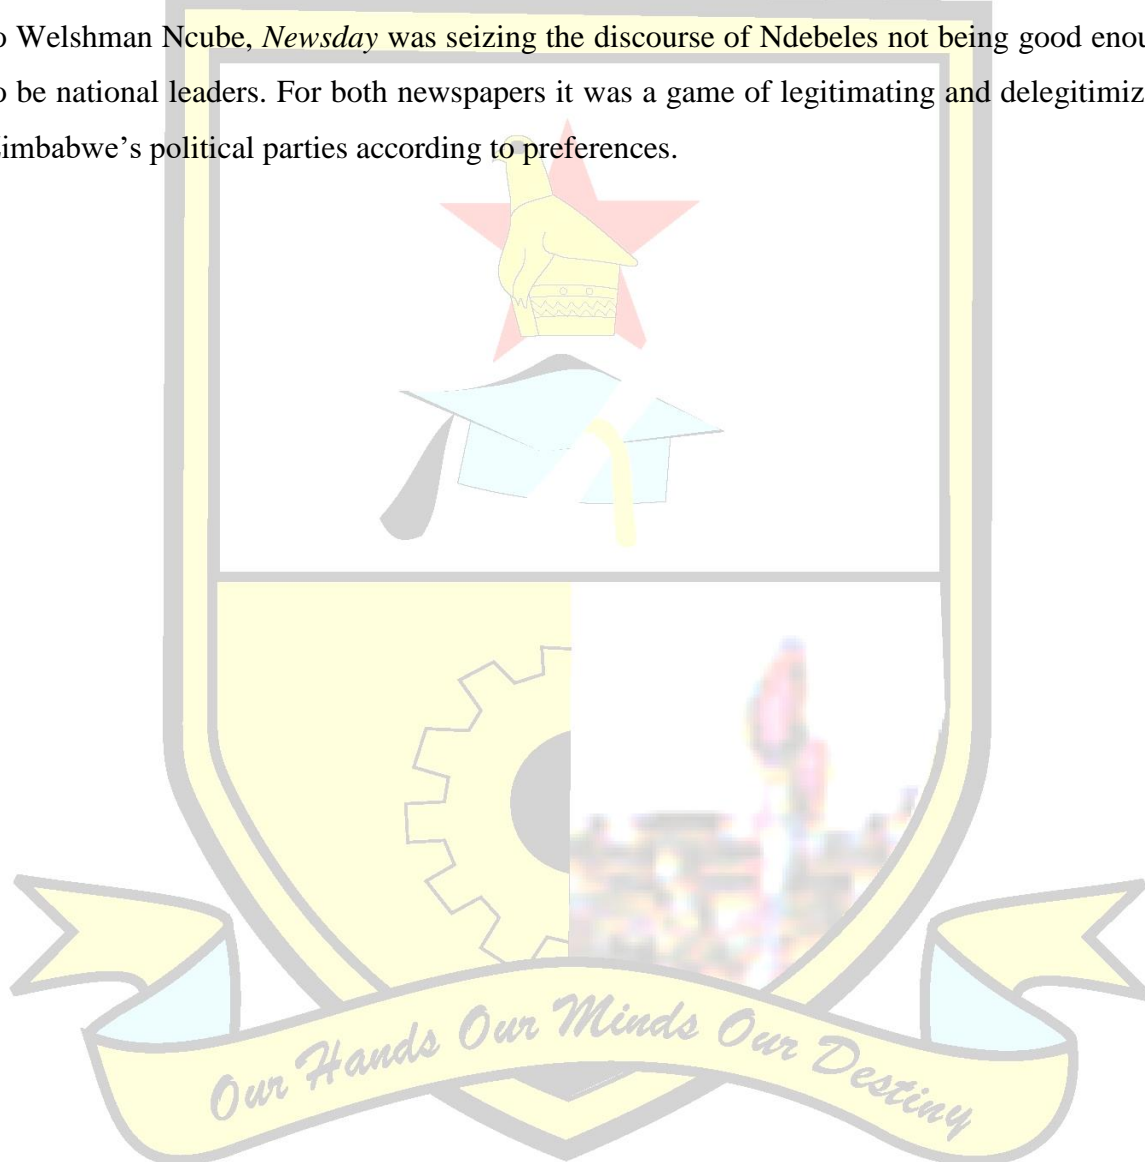 o Welshman Ncube, Newsday was seizing the discourse of Ndebeles not being good enou
o be national leaders. For both newspapers it was a game of legitimating and delegitimiz
imbabwe's political parties according to preferences.
Our Hands Our Minds Our Destiny